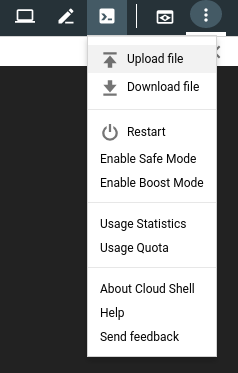 Upload file
Download file
Restart
Enable Safe Mode
Enable Boost Mode
Usage Statistics
Usage Quota
About Cloud Shell
Help
Send feedback